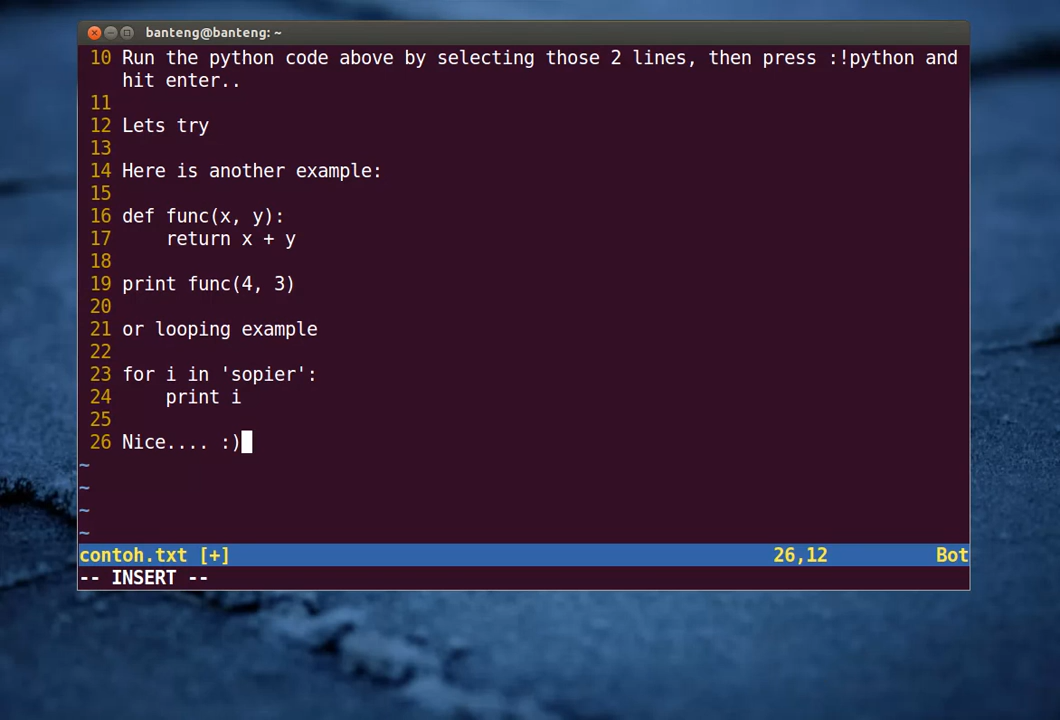 banteng@banteng: ~
10 Run the python code above by selecting those 2 lines, then press :!python and
hit enter..
11
12 Lets try
13
14 Here is another example:
15
16 def func(x, y):
17     return x + y
18
19 print func(4, 3)
20
21 or looping example
22
23 for i in 'sopier':
24     print i
25
26 Nice.... :)
~
~
~
~
contoh.txt [+] 26,12 Bot
-- INSERT --